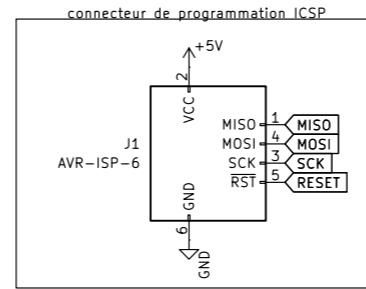 connecteur de programmation ICSP
+5V
2
VCC
J1
AVR-ISP-6
MISO 1 MISO
MOSI 4 MOSI
SCK 3 SCK
RST 5 RESET
GND
6
GND